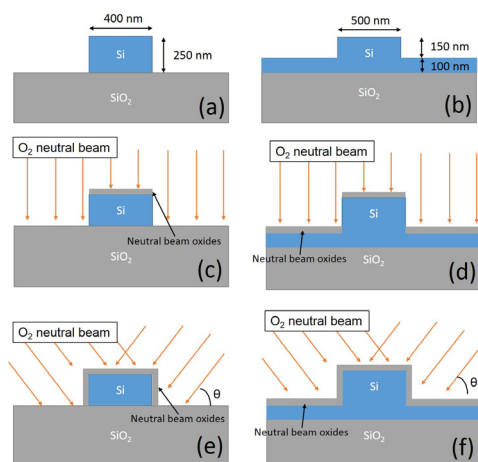 400 nm
Si
250 nm
SiO2
(a)
500 nm
Si
150 nm
100 nm
SiO2
(b)
O2 neutral beam
Si
Neutral beam oxides
SiO2
(c)
O2 neutral beam
Si
Neutral beam oxides
SiO2
(d)
O2 neutral beam
Si
θ
Neutral beam oxides
SiO2
(e)
O2 neutral beam
Si
θ
Neutral beam oxides
SiO2
(f)